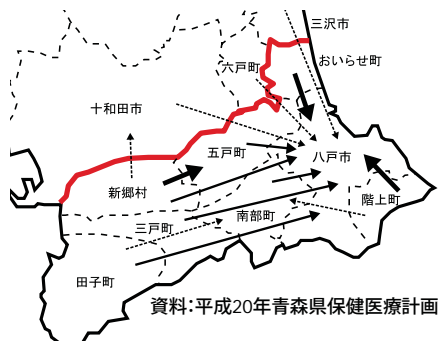 三沢市
おいらせ町
六戸町
十和田市
五戸町
八戸市
新郷村
階上町
南部町
三戸町
田子町
資料:平成20年青森県保健医療計画